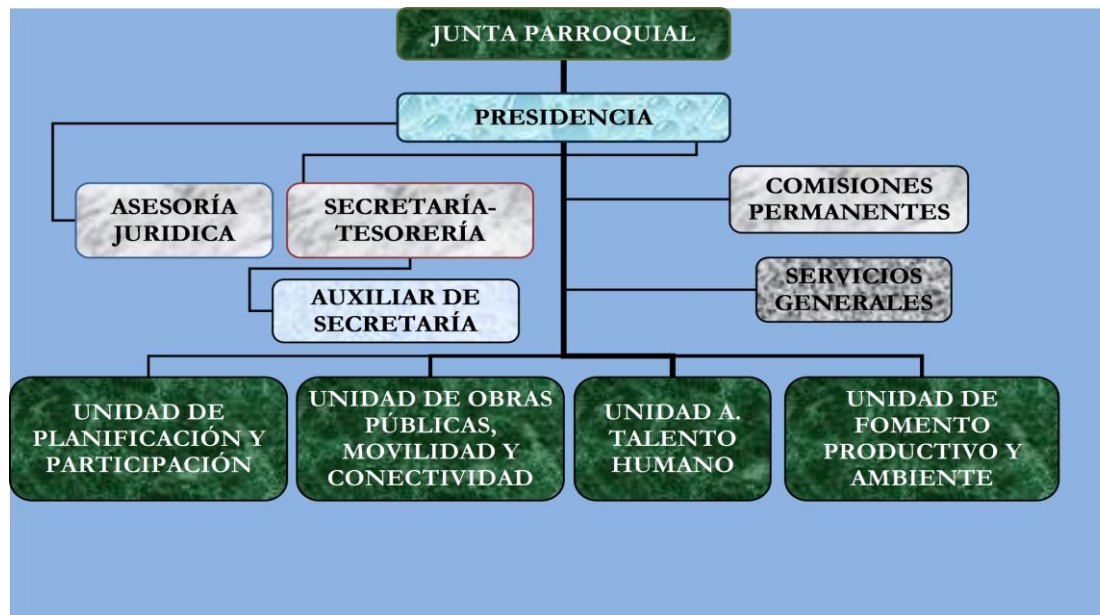 JUNTA PARROQUIAL
PRESIDENCIA
ASESORÍA
JURIDICA
SECRETARÍA-
TESORERÍA
COMISIONES
PERMANENTES
SERVICIOS
GENERALES
AUXILIAR DE
SECRETARÍA
UNIDAD DE
PLANIFICACIÓN Y
PARTICIPACIÓN
UNIDAD DE OBRAS
PÚBLICAS,
MOVILIDAD Y
CONECTIVIDAD
UNIDAD A.
TALENTO
HUMANO
UNIDAD DE
FOMENTO
PRODUCTIVO Y
AMBIENTE